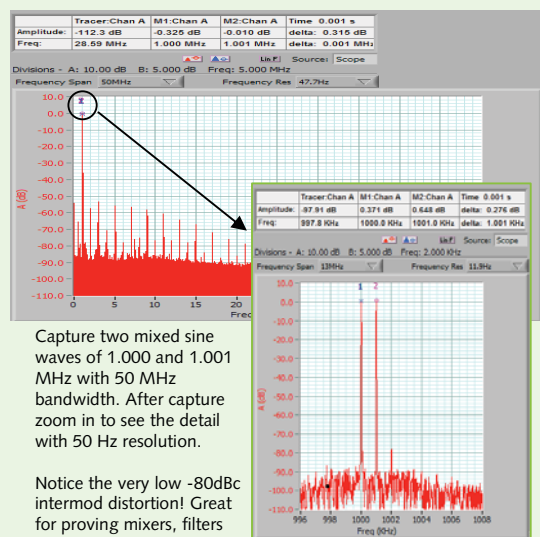 Tracer:Chan A M1:Chan A M2:Chan A Time 0.001 s
Amplitude: -112.3 dB -0.325 dB -0.010 dB delta: 0.315 dB
Freq: 28.59 MHz 1.000 MHz 1.001 MHz delta: 0.001 MHz
Lin.F Source: Scope
Divisions - A: 10.00 dB B: 5.000 dB Freq: 5.000 MHz
Frequency Span 50MHz Frequency Res 47.7Hz
10.0
0.0
-10.0
-20.0
-30.0
-40.0
-50.0
-60.0
-70.0
-80.0
-90.0
-100.0
-110.0
A (dB)
0 5 10 15 20
Frec
Tracer:Chan A M1:Chan A M2:Chan A Time 0.001 s
Amplitude: -97.91 dB 0.371 dB 0.648 dB delta: 0.276 dB
Freq: 997.8 KHz 1000.0 KHz 1001.0 KHz delta: 1.001 KHz
Lin.F Source: Scope
Divisions - A: 10.00 dB B: 5.000 dB Freq: 2.000 KHz
Frequency Span 13MHz Frequency Res 11.9Hz
1 2
10.0
0.0
-10.0
-20.0
-30.0
-40.0
-50.0
-60.0
-70.0
-80.0
-90.0
-100.0
-110.0
A (dB)
996 998 1000 1002 1004 1006 1008
Freq (KHz)
Capture two mixed sine
waves of 1.000 and 1.001
MHz with 50 MHz
bandwidth. After capture
zoom in to see the detail
with 50 Hz resolution.
Notice the very low -80dBc
intermod distortion! Great
for proving mixers, filters